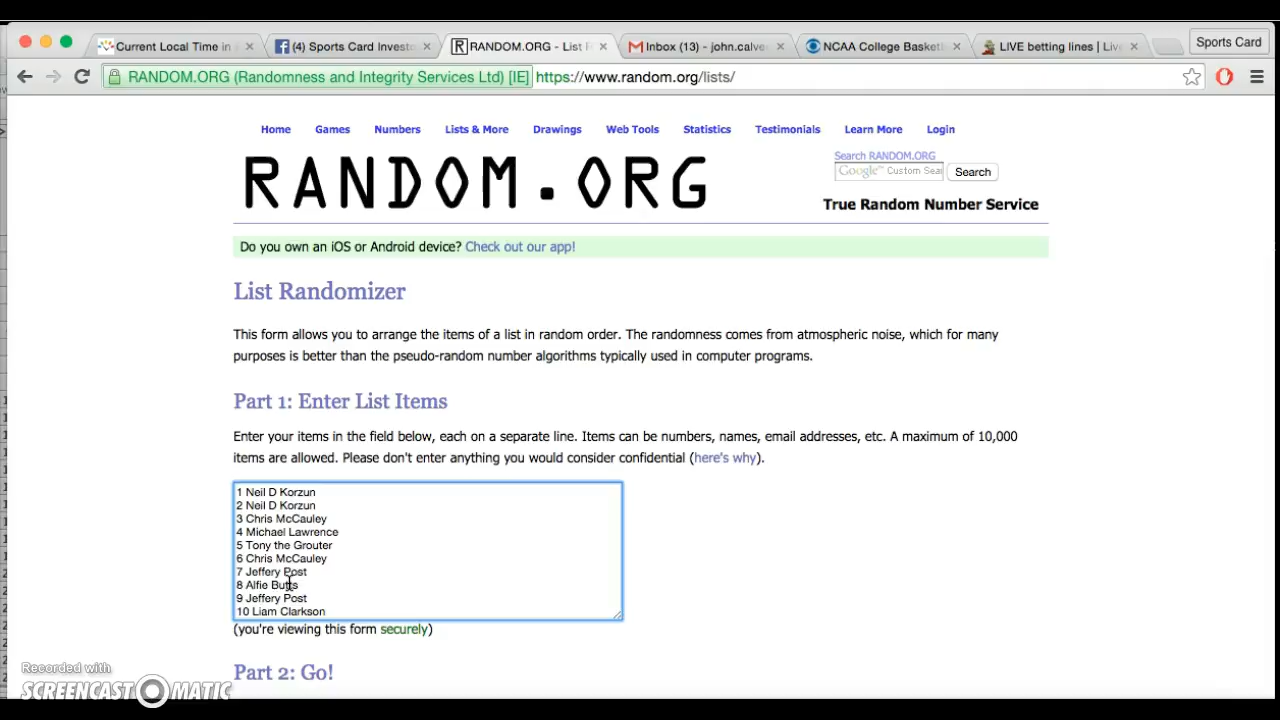 Current Local Time in
(4) Sports Card Invest
RANDOM.ORG - List R
Inbox (13) - john.calve
NCAA College Basket
LIVE betting lines | Liv
Sports Card
RANDOM.ORG (Randomness and Integrity Services Ltd) [IE] https://www.random.org/lists/
Home Games Numbers Lists & More Drawings Web Tools Statistics Testimonials Learn More Login
Search RANDOM.ORG
RANDOM.ORG
Google™ Custom Sear Search
True Random Number Service
Do you own an iOS or Android device? Check out our app!
List Randomizer
This form allows you to arrange the items of a list in random order. The randomness comes from atmospheric noise, which for many
purposes is better than the pseudo-random number algorithms typically used in computer programs.
Part 1: Enter List Items
Enter your items in the field below, each on a separate line. Items can be numbers, names, email addresses, etc. A maximum of 10,000
items are allowed. Please don't enter anything you would consider confidential (here's why).
1 Neil D Korzun
2 Neil D Korzun
3 Chris McCauley
4 Michael Lawrence
5 Tony the Grouter
6 Chris McCauley
7 Jeffery Post
8 Alfie Butts
9 Jeffery Post
10 Liam Clarkson
(you're viewing this form securely)
Part 2: Go!
Recorded with
SCREENCAST-O-MATIC